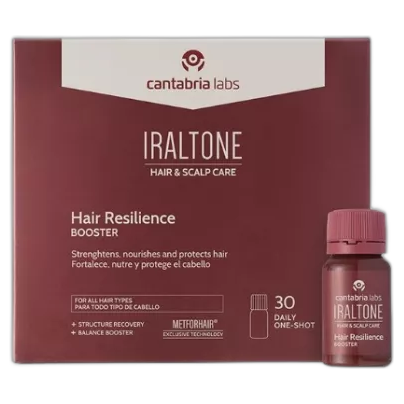 cantabria labs
IRALTONE
HAIR & SCALP CARE
Hair Resilience
BOOSTER
Strengthens, nourishes and protects hair
Fortalece, nutre y protege el cabello
FOR ALL HAIR TYPES
PARA TODO TIPO DE CABELLO
+ STRUCTURE RECOVERY
+ BALANCE BOOSTER
METFORHAIR®
EXCLUSIVE TECHNOLOGY
30
DAILY
ONE-SHOT
cantabria labs
IRALTONE
HAIR & SCALP CARE
Hair Resilience
BOOSTER